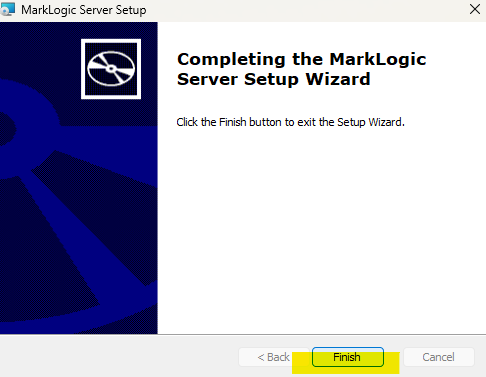 MarkLogic Server Setup
Completing the MarkLogic
Server Setup Wizard
Click the Finish button to exit the Setup Wizard.
< Back
Finish
Cancel